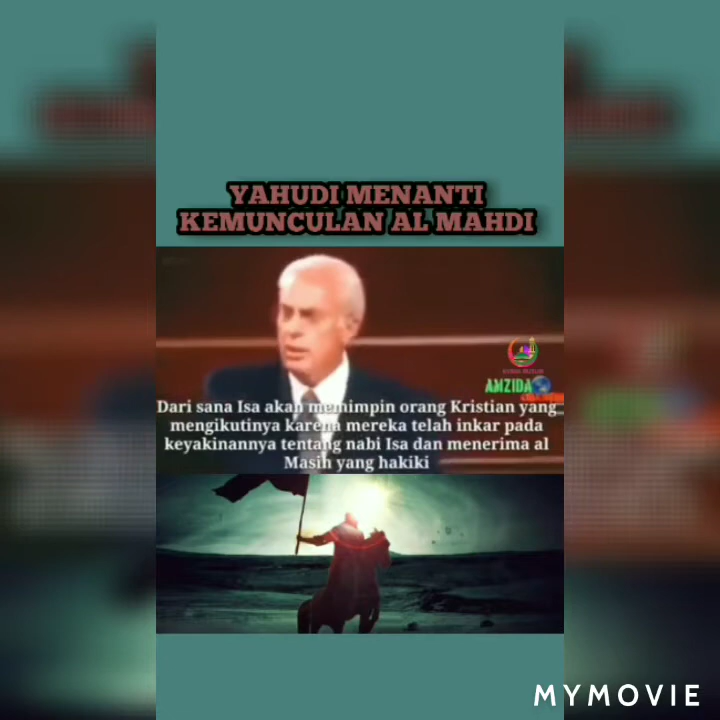 YAHUDI MENANTI
KEMUNCULAN AL MAHDI
AMZIDA
Dari sana Isa akan memimpin orang Kristian yang
mengikutinya karena mereka telah inkar pada
keyakinannya tentang nabi Isa dan menerima al
Masih yang hakiki
MYMOVIE